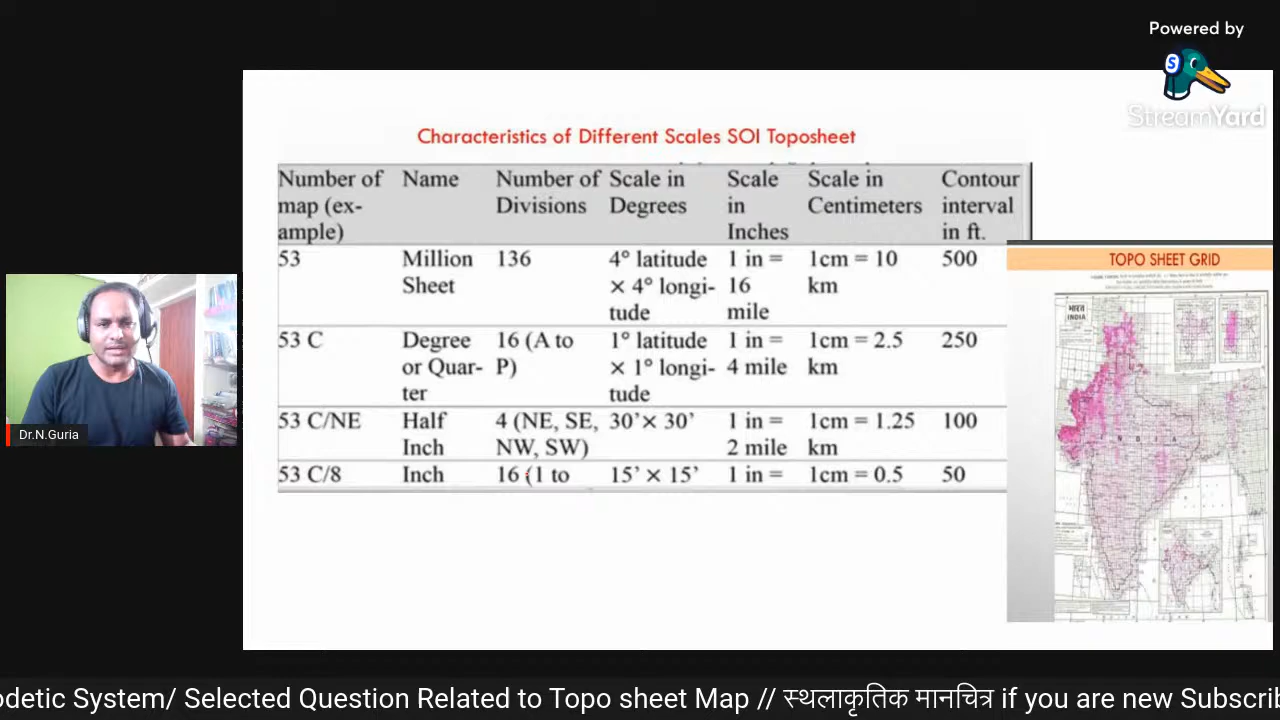 Powered by
StreamYard
Characteristics of Different Scales SOI Toposheet
Number of map (ex-ample) Name Number of Divisions Scale in Degrees Scale in Inches Scale in Centimeters Contour interval in ft.
53 Million Sheet 136 4° latitude × 4° longi-tude 1 in = 16 mile 1cm = 10 km 500
53 C Degree or Quar-ter 16 (A to P) 1° latitude × 1° longi-tude 1 in = 4 mile 1cm = 2.5 km 250
53 C/NE Half Inch 4 (NE, SE, NW, SW) 30’× 30’ 1 in = 2 mile 1cm = 1.25 km 100
53 C/8 Inch 16 (1 to 15’ × 15’ 1 in = 1cm = 0.5 50
TOPO SHEET GRID
भारत
INDIA
I N D I A
Dr.N.Guria
odetic System/ Selected Question Related to Topo sheet Map // स्थलाकृतिक मानचित्र if you are new Subscrib